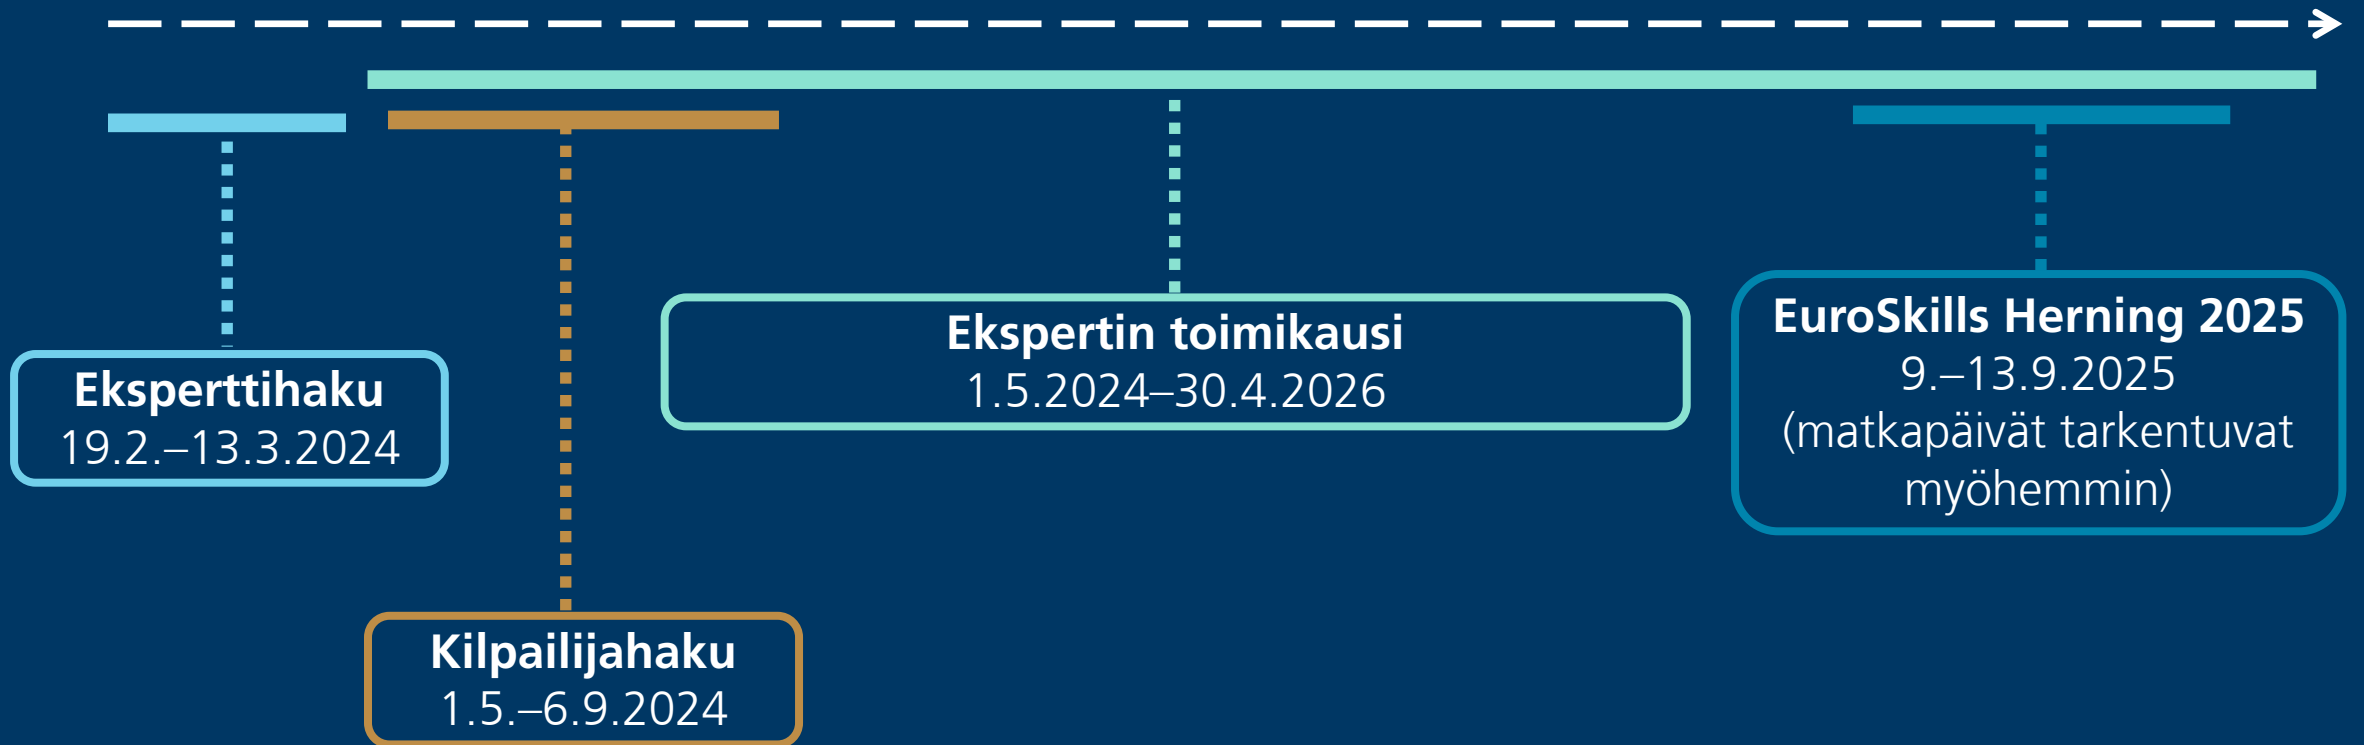 Eksperttihaku
19.2.–13.3.2024
Kilpailijahaku
1.5.–6.9.2024
Ekspertin toimikausi
1.5.2024–30.4.2026
EuroSkills Herning 2025
9.–13.9.2025
(matkapäivät tarkentuvat
myöhemmin)